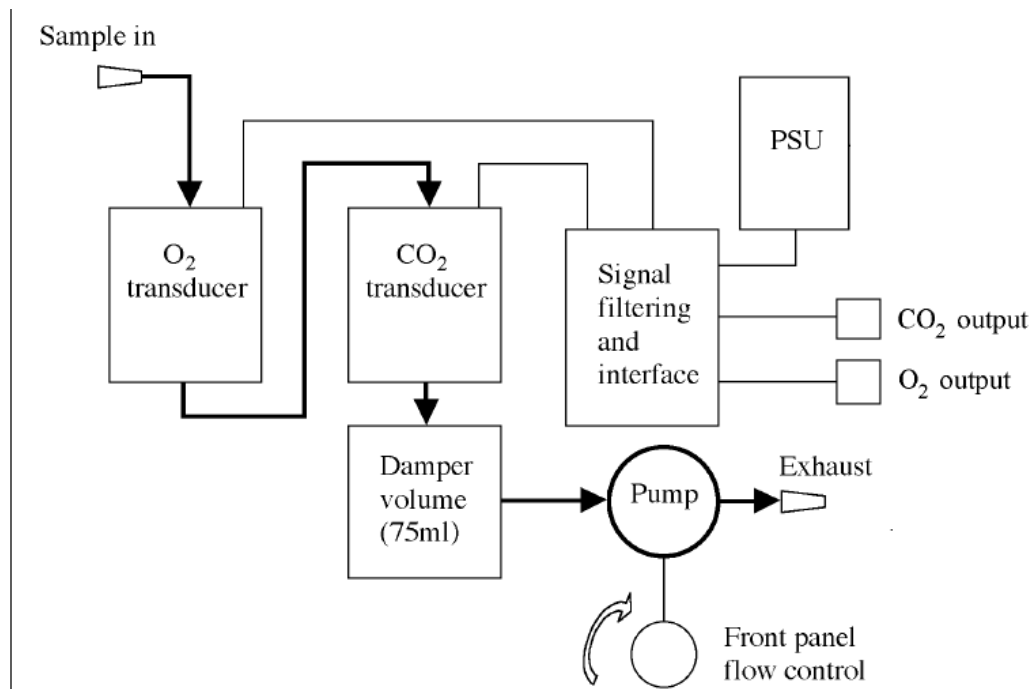 Sample in
PSU
O₂
transducer
CO₂
transducer
Signal
filtering
and
interface
CO₂ output
O₂ output
Damper
volume
(75ml)
Pump
Exhaust
Front panel
flow control